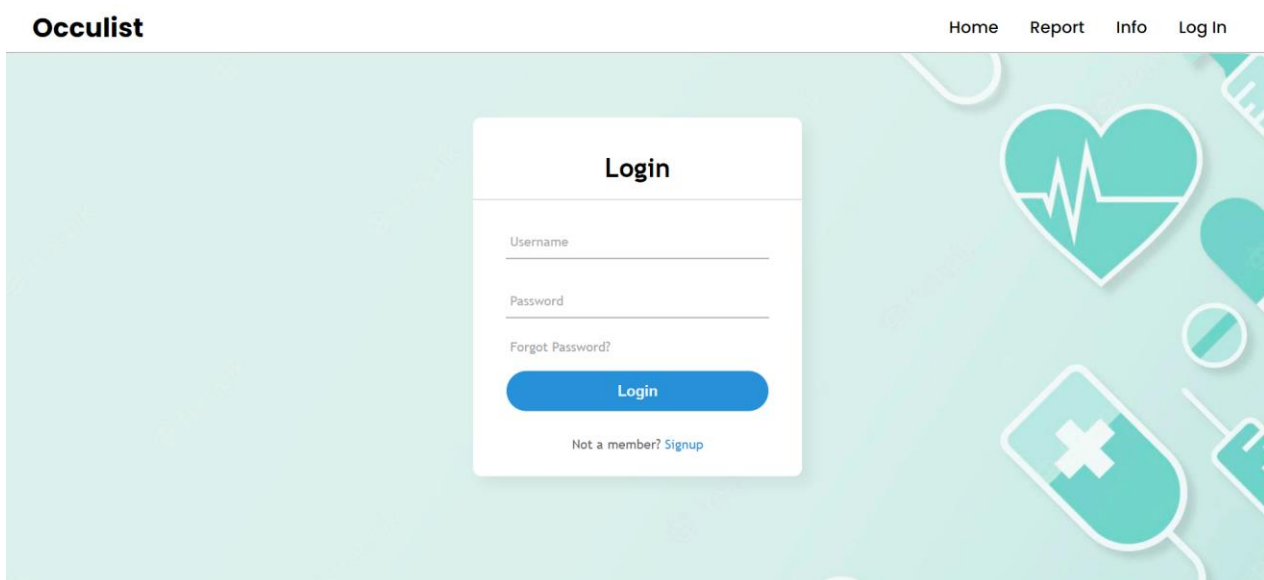 Occulist
Home Report Info Log In
Login
Username
Password
Forgot Password?
Login
Not a member? Signup